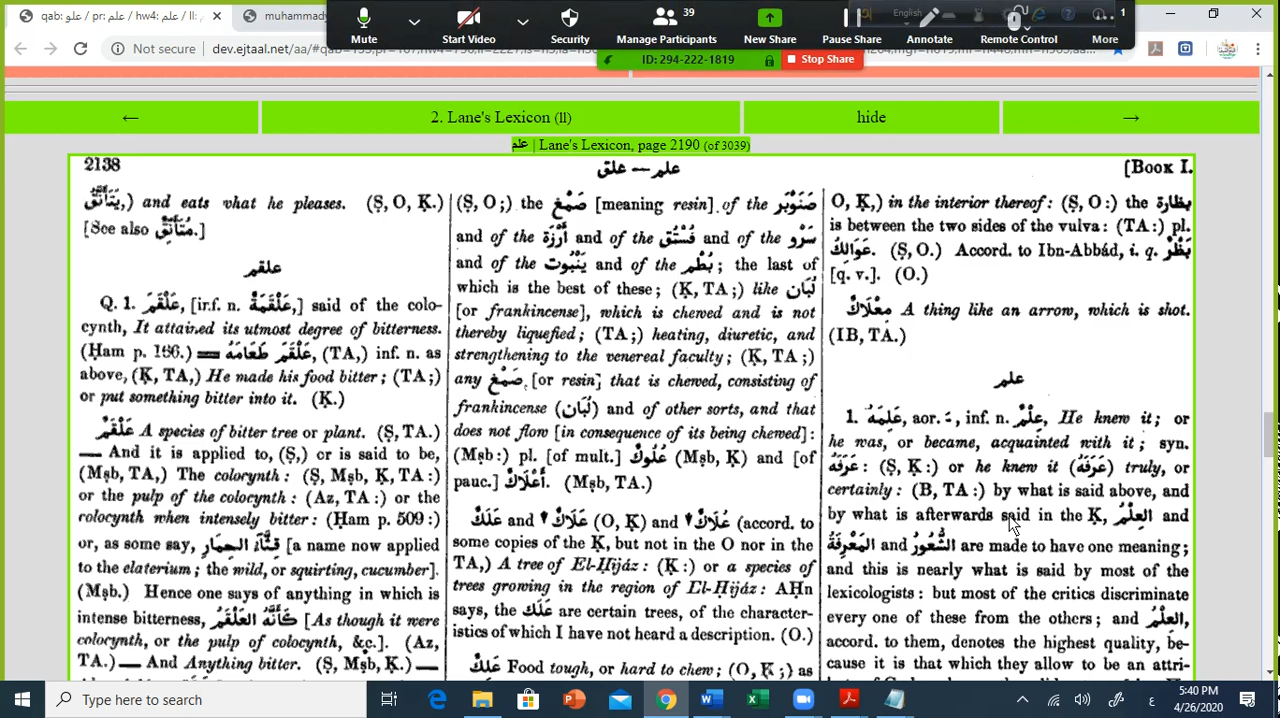 qab: علو / pr: علم / hw4: علم / ll:
muhammady
Mute
Start Video
Security
39
Manage Participants
New Share
Pause Share
English
Annotate
Remote Control
1
More
Not secure
dev.ejtaal.net/aa/
ID: 294-222-1819
Stop Share
←
2. Lane's Lexicon (ll)
hide
→
علم | Lane's Lexicon, page 2190 (of 3039)
2138
علق — علم
[Book I.
يَتَأَنَّقُ,) and eats what he pleases. (Ṣ, O, Ḳ.)
[See also مُتَأَنِّقٌ.]
علقم
Q. 1. عَلْقَمَ, [inf. n. عَلْقَمَةٌ,] said of the colo-
cynth, It attained its utmost degree of bitterness.
(Ḥam p. 166.) ═ عَلْقَمَ طَعَامَهُ, (TA,) inf. n. as
above, (Ḳ, TA,) He made his food bitter; (TA;)
or put something bitter into it. (Ḳ.)
عَلْقَمٌ A species of bitter tree or plant. (Ṣ, TA.)
— And it is applied to, (Ṣ,) or is said to be,
(Mṣb, TA,) The colocynth: (Ṣ, Mṣb, Ḳ, TA:)
or the pulp of the colocynth: (Az, TA:) or the
colocynth when intensely bitter: (Ḥam p. 509:)
or, as some say, قِثَّآءُ الحِمَارِ [a name now applied
to the elaterium; the wild, or squirting, cucumber].
(Mṣb.) Hence one says of anything in which is
intense bitterness, كَأَنَّهُ العَلْقَمُ [As though it were
colocynth, or the pulp of colocynth, &c.]. (Az,
TA.) — And Anything bitter. (Ṣ, Mṣb, Ḳ.) —
(Ṣ, O;) the صَمْغ [meaning resin] of the صَنَوْبَر
and of the أَرْزَة and of the فُسْتُق and of the سَرْو
and of the يَنْبُوت and of the بُطْم; the last of
which is the best of these; (Ḳ, TA;) like لُبَان
[or frankincense], which is chewed and is not
thereby liquefied; (TA;) heating, diuretic, and
strengthening to the venereal faculty; (Ḳ, TA;)
any صَمْغ, [or resin] that is chewed, consisting of
frankincense (لُبَان) and of other sorts, and that
does not flow [in consequence of its being chewed]:
(Mṣb:) pl. [of mult.] عُلُوكٌ (Mṣb, Ḳ) and [of
pauc.] أَعْلَاكٌ. (Mṣb, TA.)
عَلَكٌ and عَلَاكٌ (O, Ḳ) and عُلَاكٌ (accord. to
some copies of the Ḳ, but not in the O nor in the
TA,) A tree of El-Ḥijáz: (Ḳ:) or a species of
trees growing in the region of El-Ḥijáz: AḤn
says, the عَلَك are certain trees, of the character-
istics of which I have not heard a description. (O.)
عَلِكٌ Food tough, or hard to chew; (O, Ḳ;) as
O, Ḳ,) in the interior thereof: (Ṣ, O:) the بظارة
is between the two sides of the vulva: (TA:) pl.
عَوَالِكُ. (Ṣ, O.) Accord. to Ibn-Abbád, i. q. بَظْرٌ
[q. v.]. (O.)
مِعْلَاكٌ A thing like an arrow, which is shot.
(IB, TA.)
علم
1. عَلِمَهُ, aor. ـَ, inf. n. عِلْمٌ, He knew it; or
he was, or became, acquainted with it; syn.
عَرَفَهُ: (Ṣ, Ḳ:) or he knew it (عَرَفَهُ) truly, or
certainly: (B, TA:) by what is said above, and
by what is afterwards said in the Ḳ, العِلْمُ and
المَعْرِفَةُ and الشُّعُورُ are made to have one meaning;
and this is nearly what is said by most of the
lexicologists: but most of the critics discriminate
every one of these from the others; and العِلْمُ,
accord. to them, denotes the highest quality, be-
cause it is that which they allow to be an attri-
Type here to search
ع
5:40 PM
4/26/2020